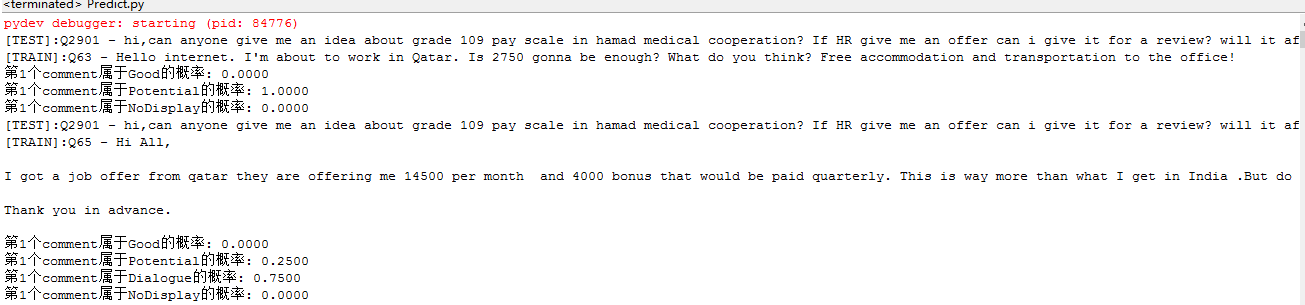 <terminated> Predict.py
pydev debugger: starting (pid: 84776)
[TEST]:Q2901 - hi,can anyone give me an idea about grade 109 pay scale in hamad medical cooperation? If HR give me an offer can i give it for a review? will it af
[TRAIN]:Q63 - Hello internet. I'm about to work in Qatar. Is 2750 gonna be enough? What do you think? Free accommodation and transportation to the office!
第1个comment属于Good的概率: 0.0000
第1个comment属于Potential的概率: 1.0000
第1个comment属于NoDisplay的概率: 0.0000
[TEST]:Q2901 - hi,can anyone give me an idea about grade 109 pay scale in hamad medical cooperation? If HR give me an offer can i give it for a review? will it af
[TRAIN]:Q65 - Hi All,
I got a job offer from qatar they are offering me 14500 per month  and 4000 bonus that would be paid quarterly. This is way more than what I get in India .But do
Thank you in advance.
第1个comment属于Good的概率: 0.0000
第1个comment属于Potential的概率: 0.2500
第1个comment属于Dialogue的概率: 0.7500
第1个comment属于NoDisplay的概率: 0.0000